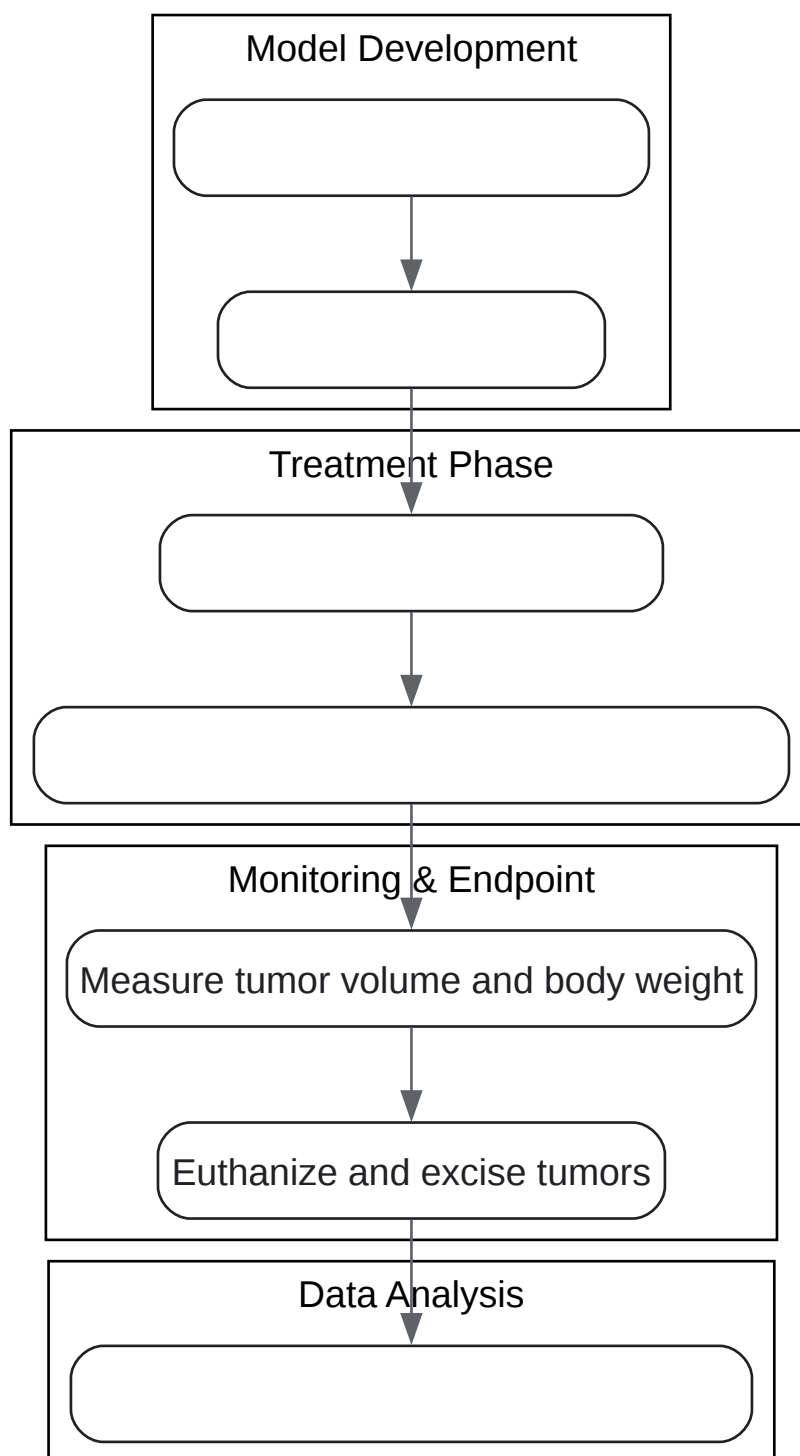 Model Development
Treatment Phase
Monitoring & Endpoint
Measure tumor volume and body weight
Euthanize and excise tumors
Data Analysis